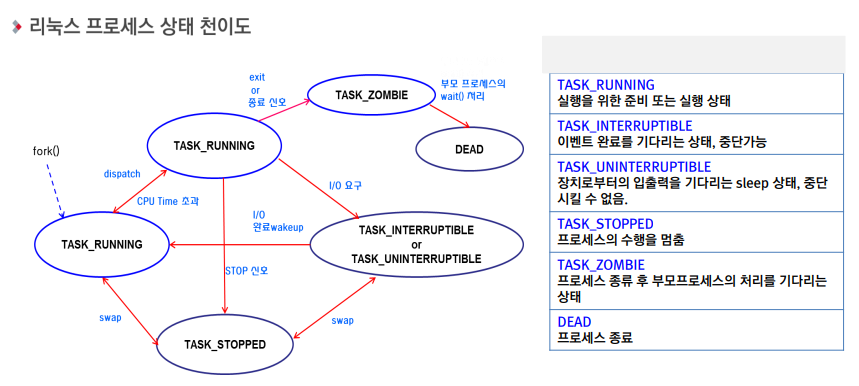 리눅스 프로세스 상태 천이도
exit
or
종료 신호
TASK_ZOMBIE
부모 프로세스의
wait() 처리
TASK_RUNNING
DEAD
fork()
dispatch
CPU Time 초과
I/O 요구
I/O
완료wakeup
TASK_RUNNING
TASK_INTERRUPTIBLE
or
TASK_UNINTERRUPTIBLE
STOP 신호
swap
swap
TASK_STOPPED
TASK_RUNNING
실행을 위한 준비 또는 실행 상태
TASK_INTERRUPTIBLE
이벤트 완료를 기다리는 상태, 중단가능
TASK_UNINTERRUPTIBLE
장치로부터의 입출력을 기다리는 sleep 상태, 중단
시킬 수 없음.
TASK_STOPPED
프로세스의 수행을 멈춤
TASK_ZOMBIE
프로세스 종류 후 부모프로세스의 처리를 기다리는
상태
DEAD
프로세스 종료